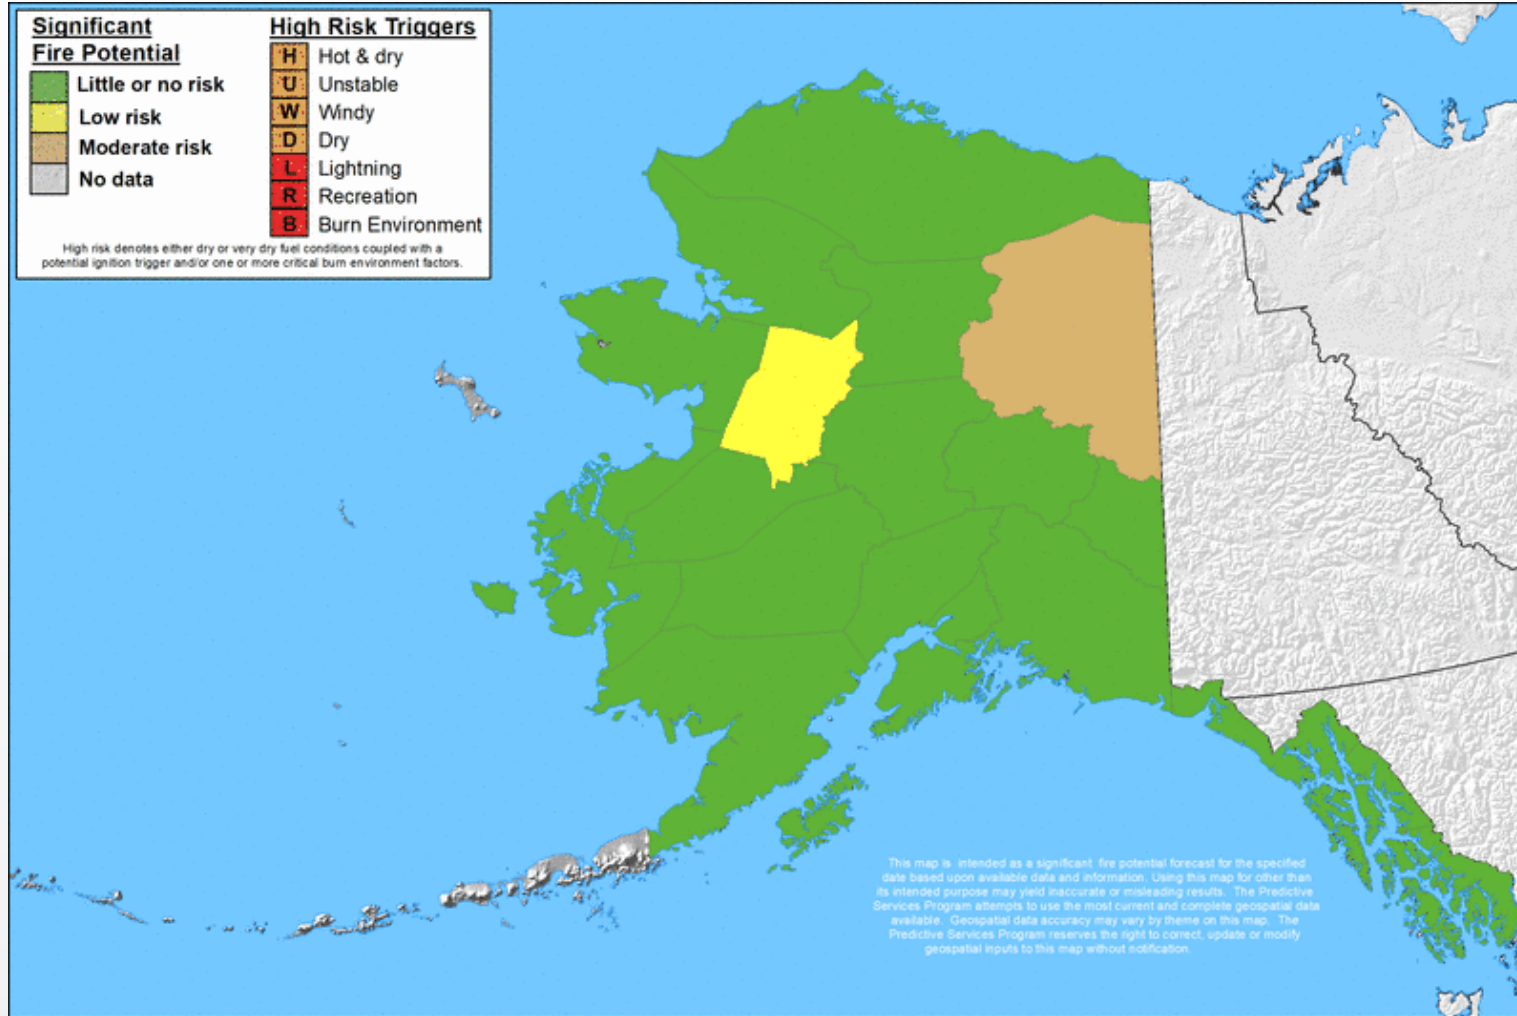 Significant
Fire Potential
Little or no risk
Low risk
Moderate risk
No data
High Risk Triggers
H Hot & dry
U Unstable
W Windy
D Dry
L Lightning
R Recreation
B Burn Environment
High risk denotes either dry or very dry fuel conditions coupled with a
potential ignition trigger and/or one or more critical burn environment factors.
This map is intended as a significant fire potential forecast for the specified
date based upon available data and information. Using this map for other than
its intended purpose may yield inaccurate or misleading results. The Predictive
Services Program attempts to use the most current and complete geospatial data
available. Geospatial data accuracy may vary by theme on this map. The
Predictive Services Program reserves the right to correct, update or modify
geospatial inputs to this map without notification.